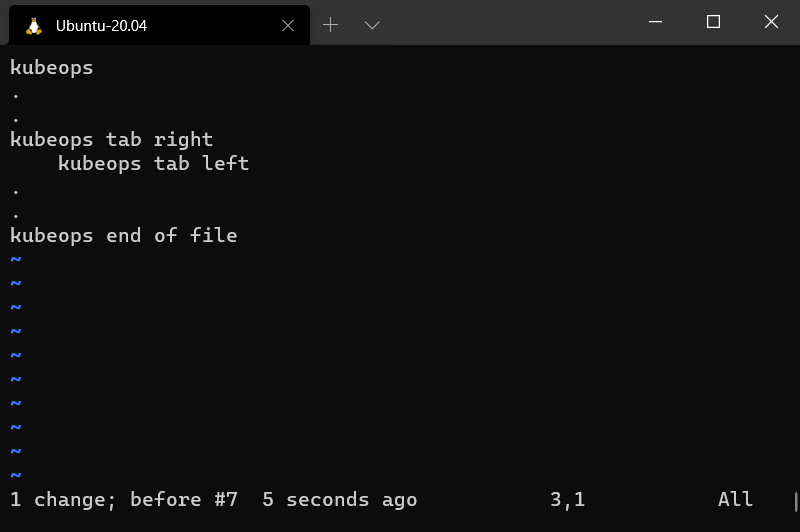 Ubuntu-20.04
kubeops
.
.
kubeops tab right
    kubeops tab left
.
.
kubeops end of file
~
~
~
~
~
~
~
~
~
~
1 change; before #7  5 seconds ago 3,1 All